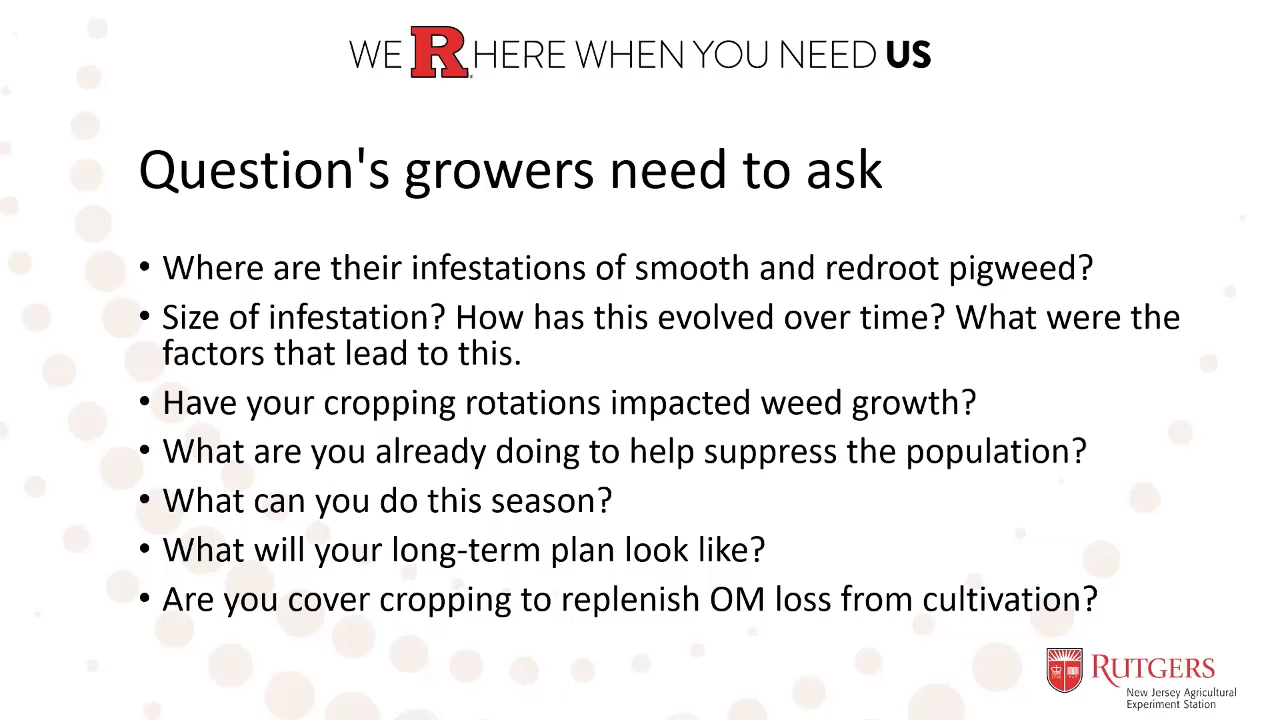 WE R HERE WHEN YOU NEED US
Question's growers need to ask
• Where are their infestations of smooth and redroot pigweed?
• Size of infestation? How has this evolved over time? What were the
factors that lead to this.
• Have your cropping rotations impacted weed growth?
• What are you already doing to help suppress the population?
• What can you do this season?
• What will your long-term plan look like?
• Are you cover cropping to replenish OM loss from cultivation?
RUTGERS
New Jersey Agricultural
Experiment Station